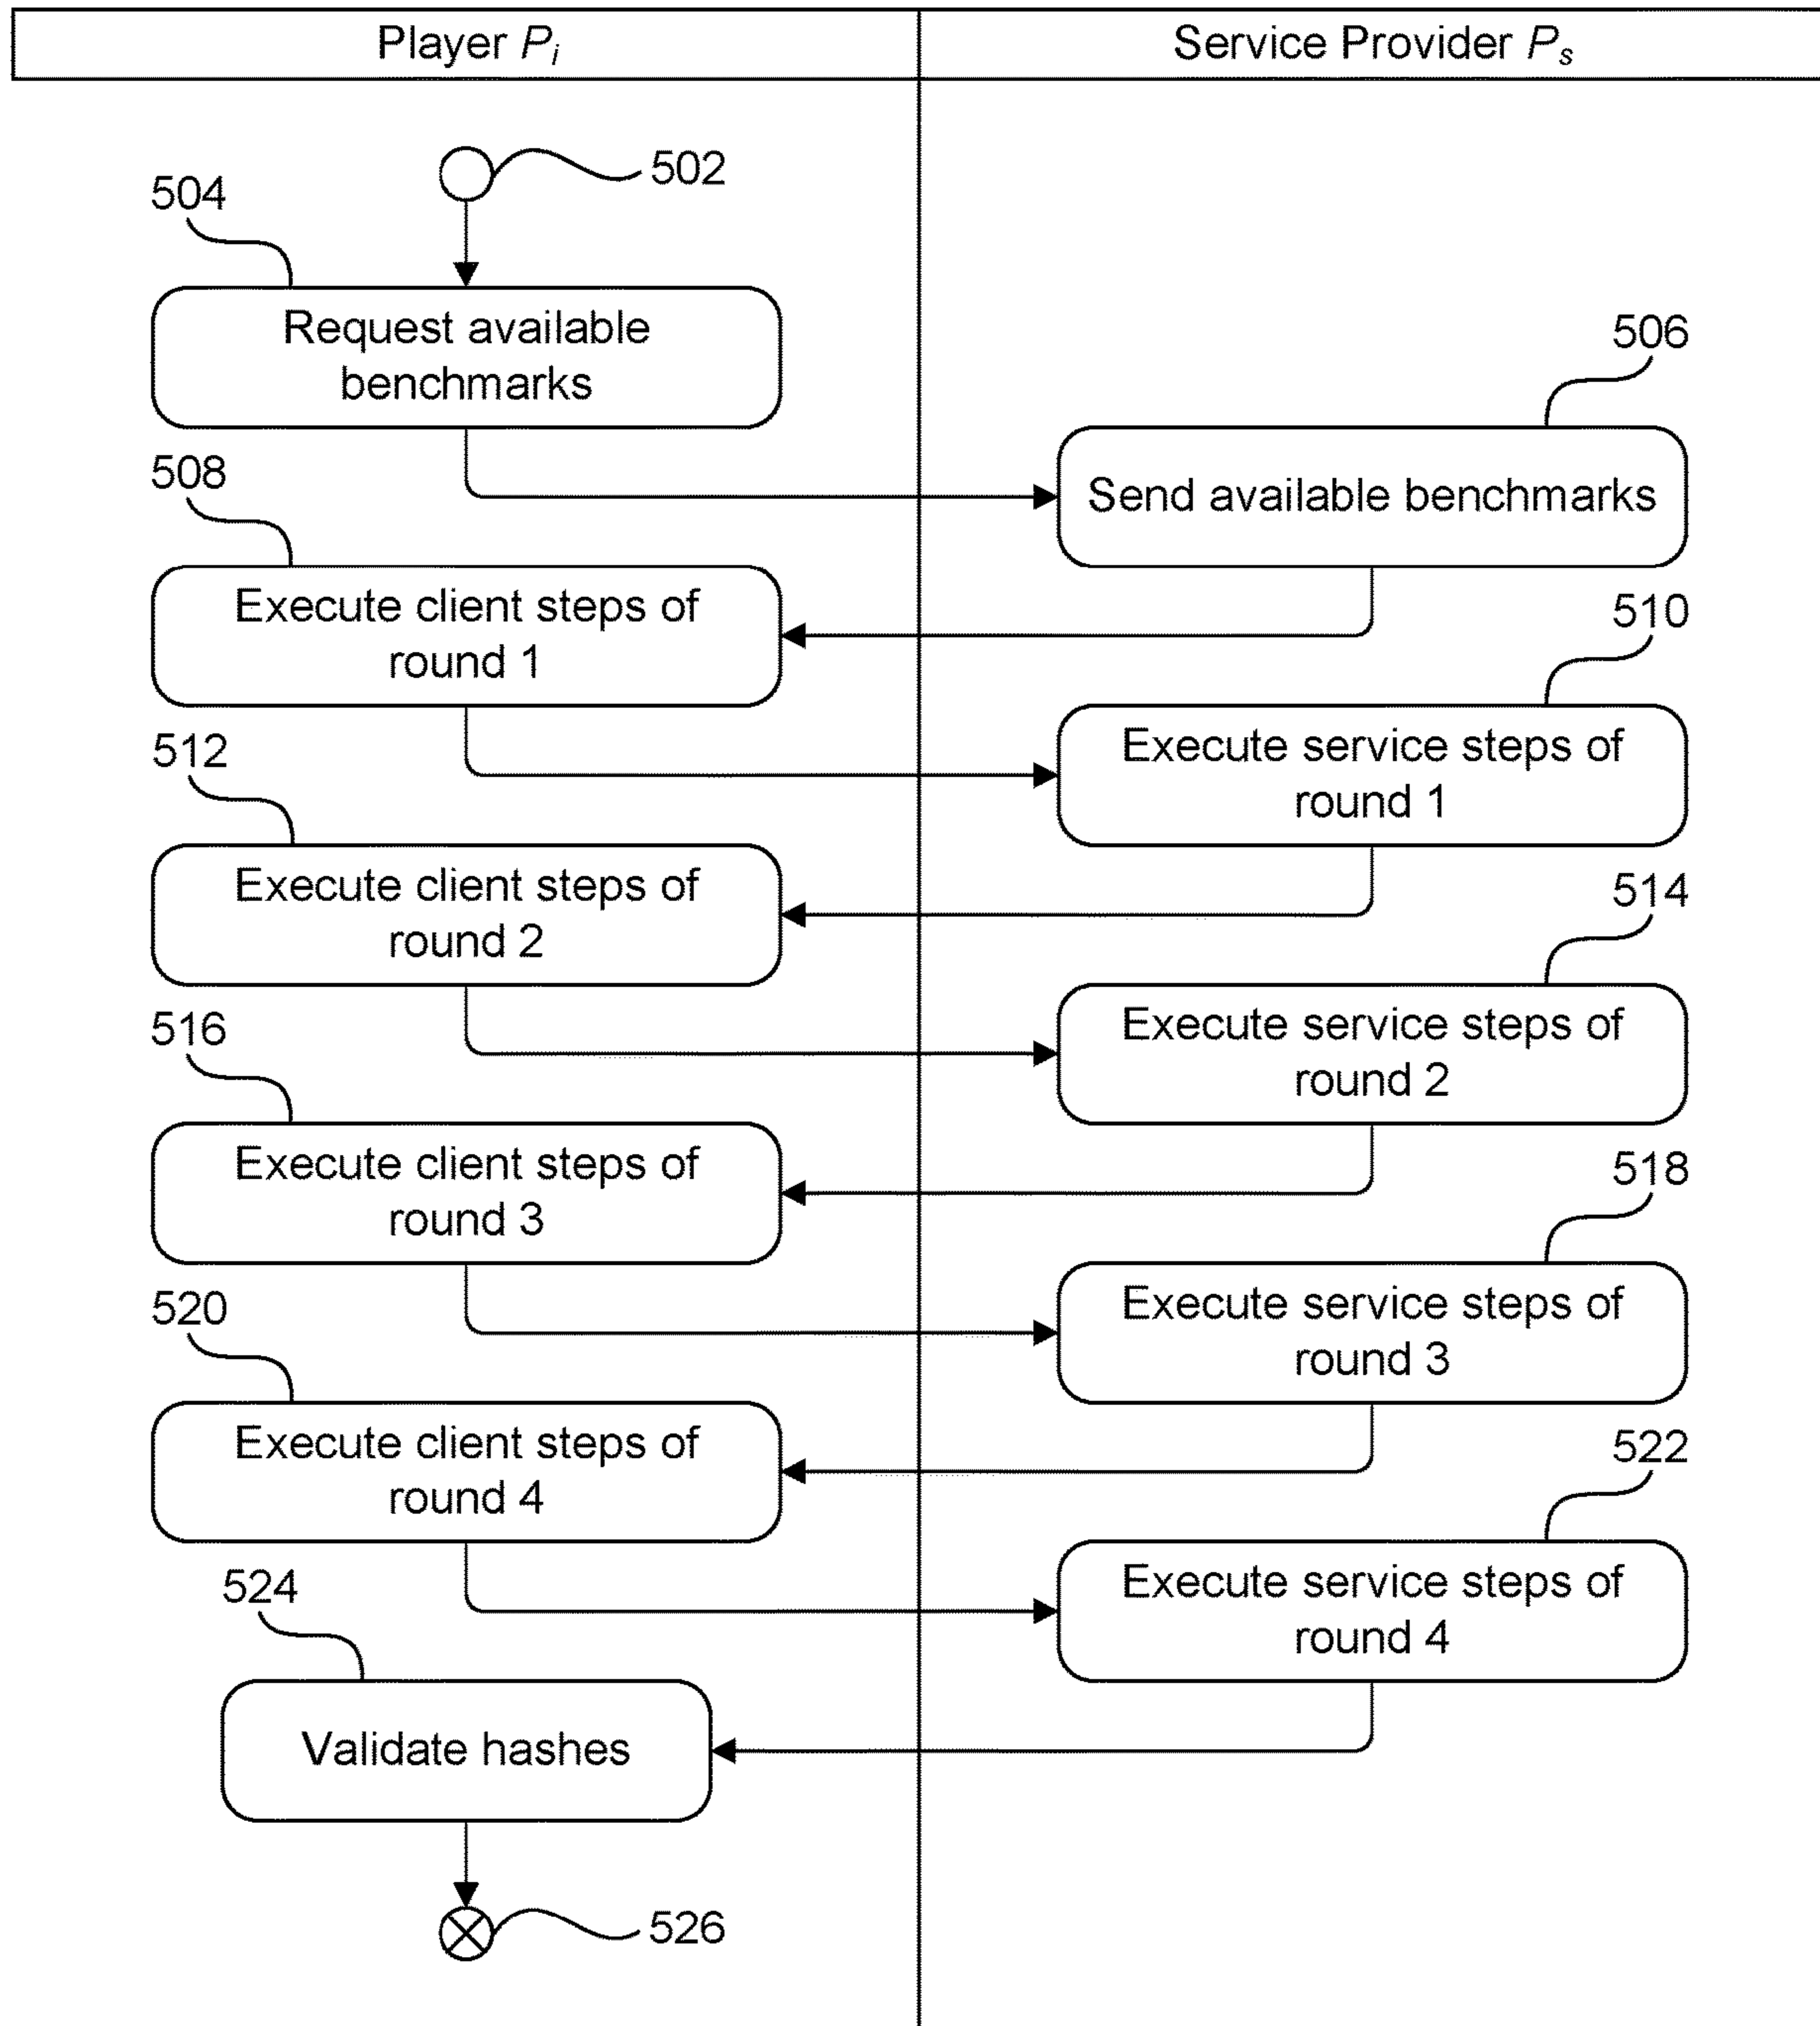 Player Pi
Service Provider Ps
502
504
Request available
benchmarks
506
Send available benchmarks
508
Execute client steps of
round 1
510
Execute service steps of
round 1
512
Execute client steps of
round 2
514
Execute service steps of
round 2
516
Execute client steps of
round 3
518
Execute service steps of
round 3
520
Execute client steps of
round 4
522
Execute service steps of
round 4
524
Validate hashes
526